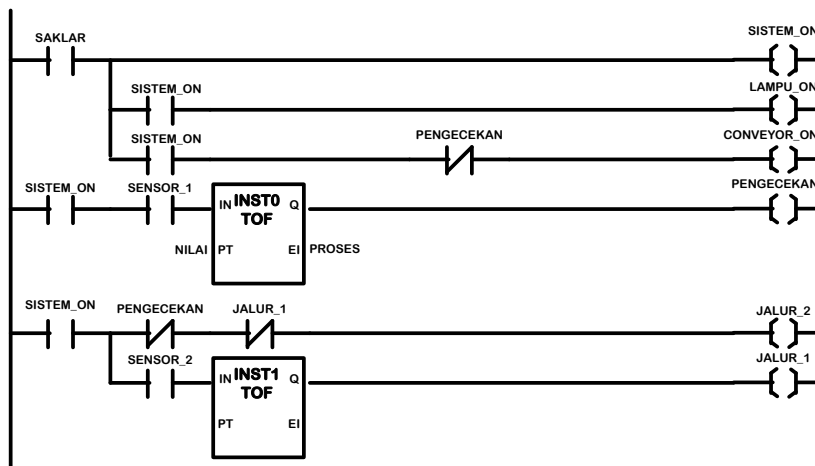 SAKLAR SISTEM_ON
SISTEM_ON LAMPU_ON
SISTEM_ON PENGECEKAN CONVEYOR_ON
SISTEM_ON SENSOR_1 PENGECEKAN
IN INST0 Q
TOF
NILAI PT EI PROSES
SISTEM_ON PENGECEKAN JALUR_1 JALUR_2
SENSOR_2 JALUR_1
IN INST1 Q
TOF
PT EI